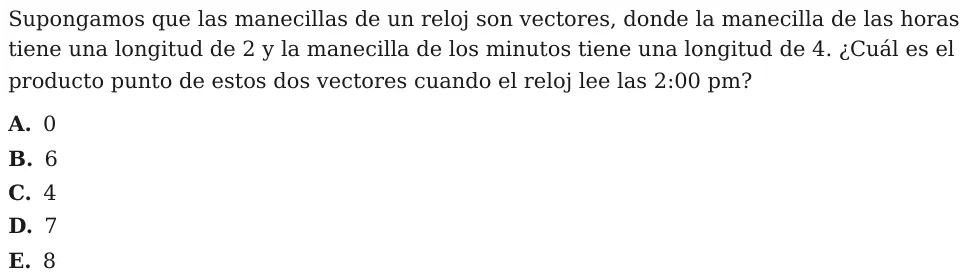 Supongamos que las manecillas de un reloj son vectores, donde la manecilla de las horas
tiene una longitud de 2 y la manecilla de los minutos tiene una longitud de 4. ¿Cuál es el
producto punto de estos dos vectores cuando el reloj lee las 2:00 pm?
A. 0
B. 6
C. 4
D. 7
E. 8